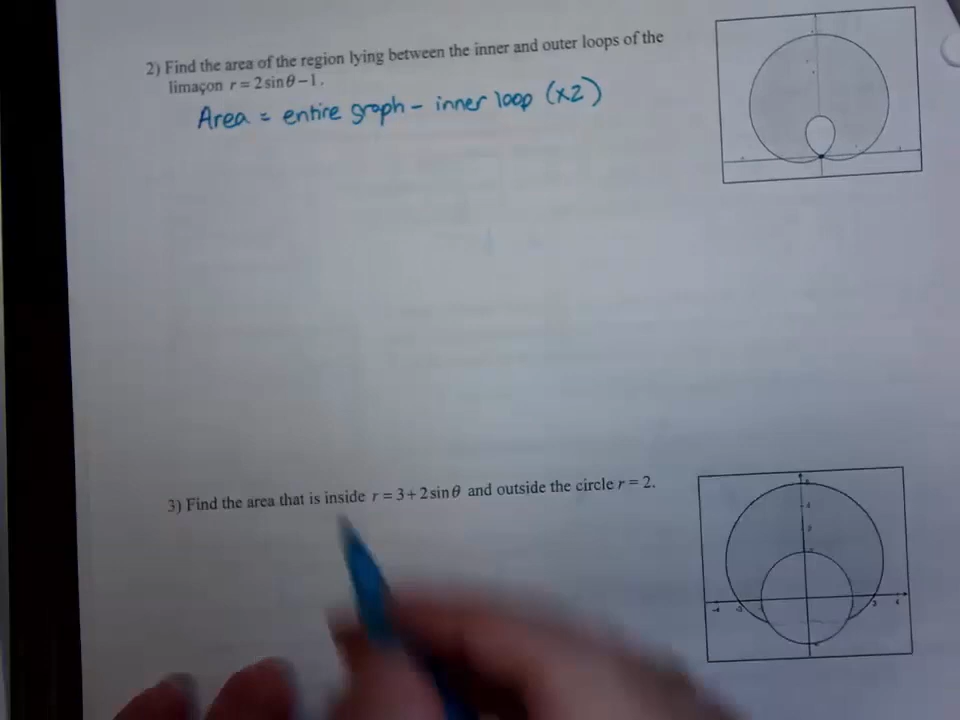 2) Find the area of the region lying between the inner and outer loops of the
limaçon r = 2 sin θ – 1.
Area = entire graph – inner loop (x2)
3) Find the area that is inside r = 3 + 2 sin θ and outside the circle r = 2.